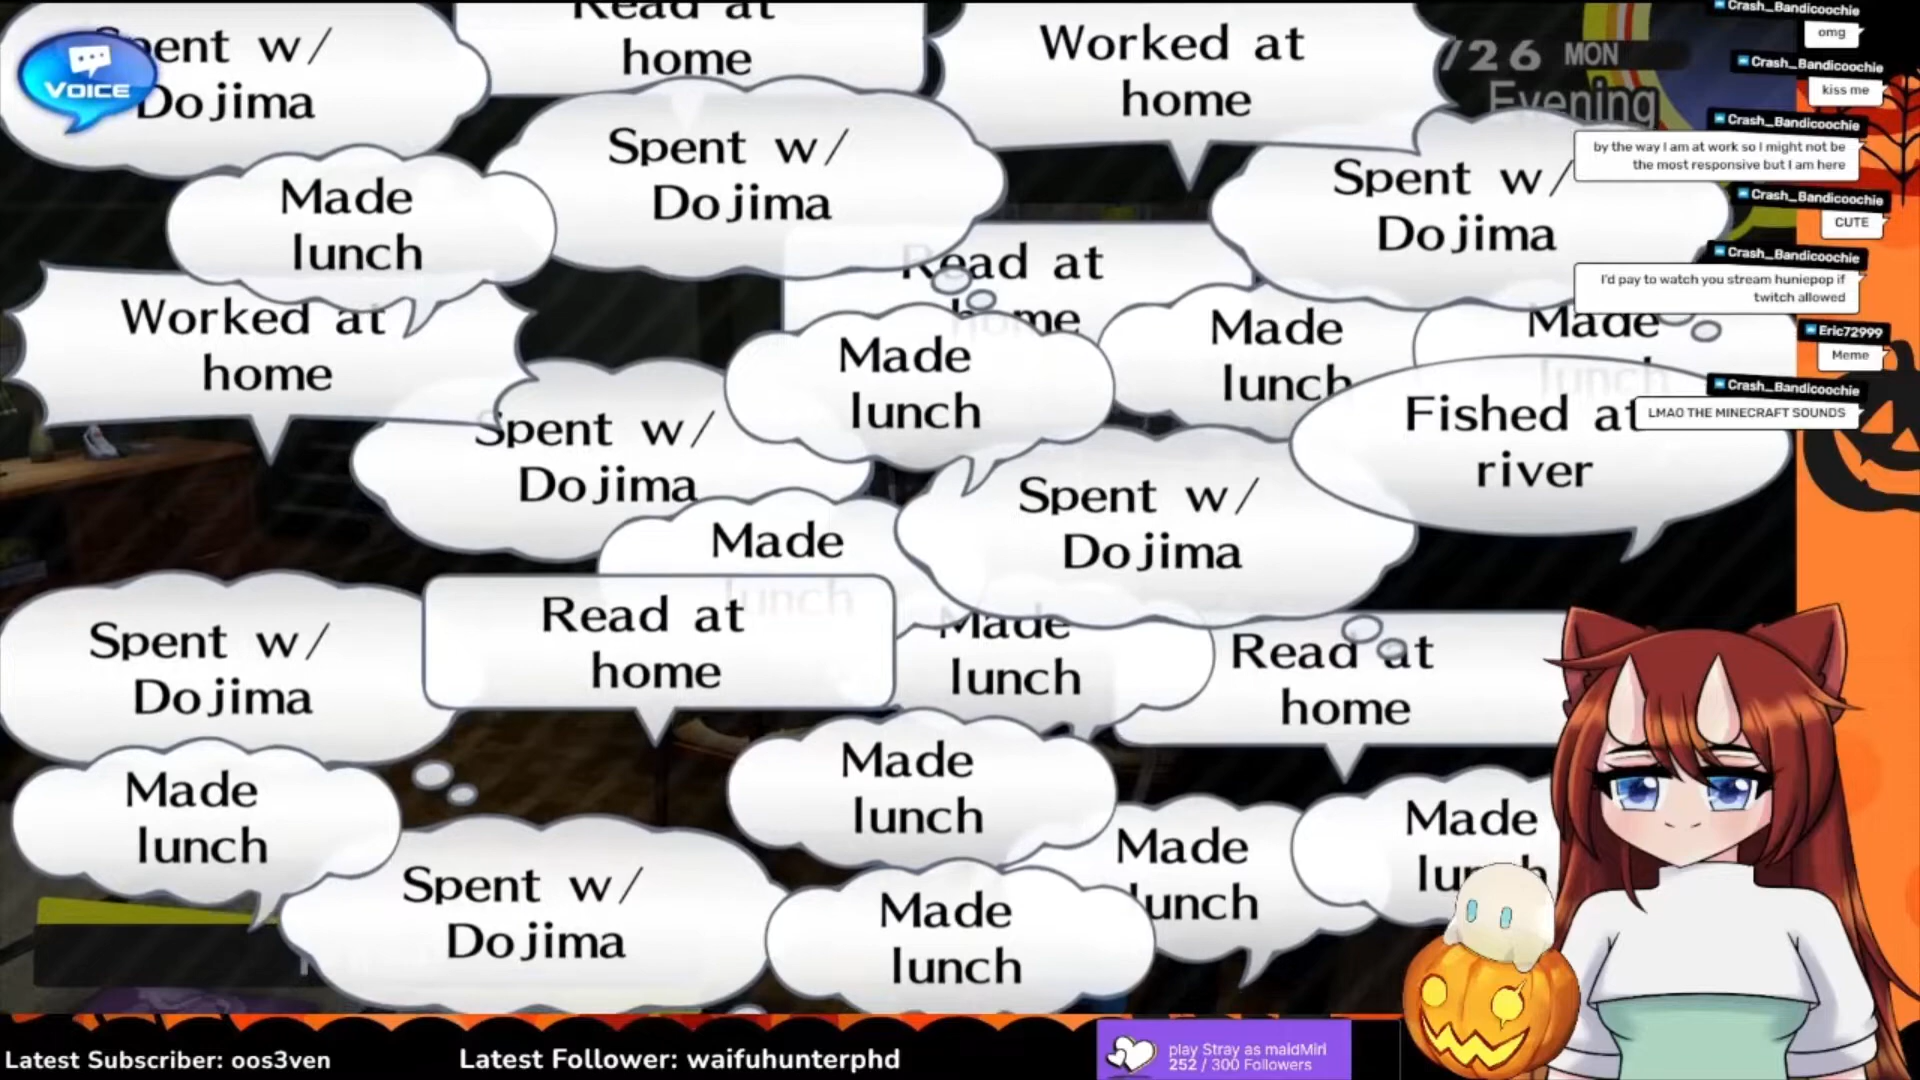 VOICE
Spent w/
Dojima
Read at
home
Worked at
home
/26 MON
Evening
Made
lunch
Spent w/
Dojima
Spent w/
Dojima
Worked at
home
Read at
home
Made
lunch
Made
lunch
Made
lunch
Fished at
river
Spent w/
Dojima
Made
lunch
Spent w/
Dojima
Spent w/
Dojima
Read at
home
Made
lunch
Read at
home
Made
lunch
Made
lunch
Made
lunch
Made
lunch
Spent w/
Dojima
Made
lunch
Crash_Bandicoochie
omg
Crash_Bandicoochie
kiss me
Crash_Bandicoochie
by the way I am at work so I might not be
the most responsive but I am here
Crash_Bandicoochie
CUTE
Crash_Bandicoochie
I'd pay to watch you stream huniepop if
twitch allowed
Eric72999
Meme
Crash_Bandicoochie
LMAO THE MINECRAFT SOUNDS
Latest Subscriber: oos3ven
Latest Follower: waifuhunterphd
play Stray as maidMiri
252 / 300 Followers